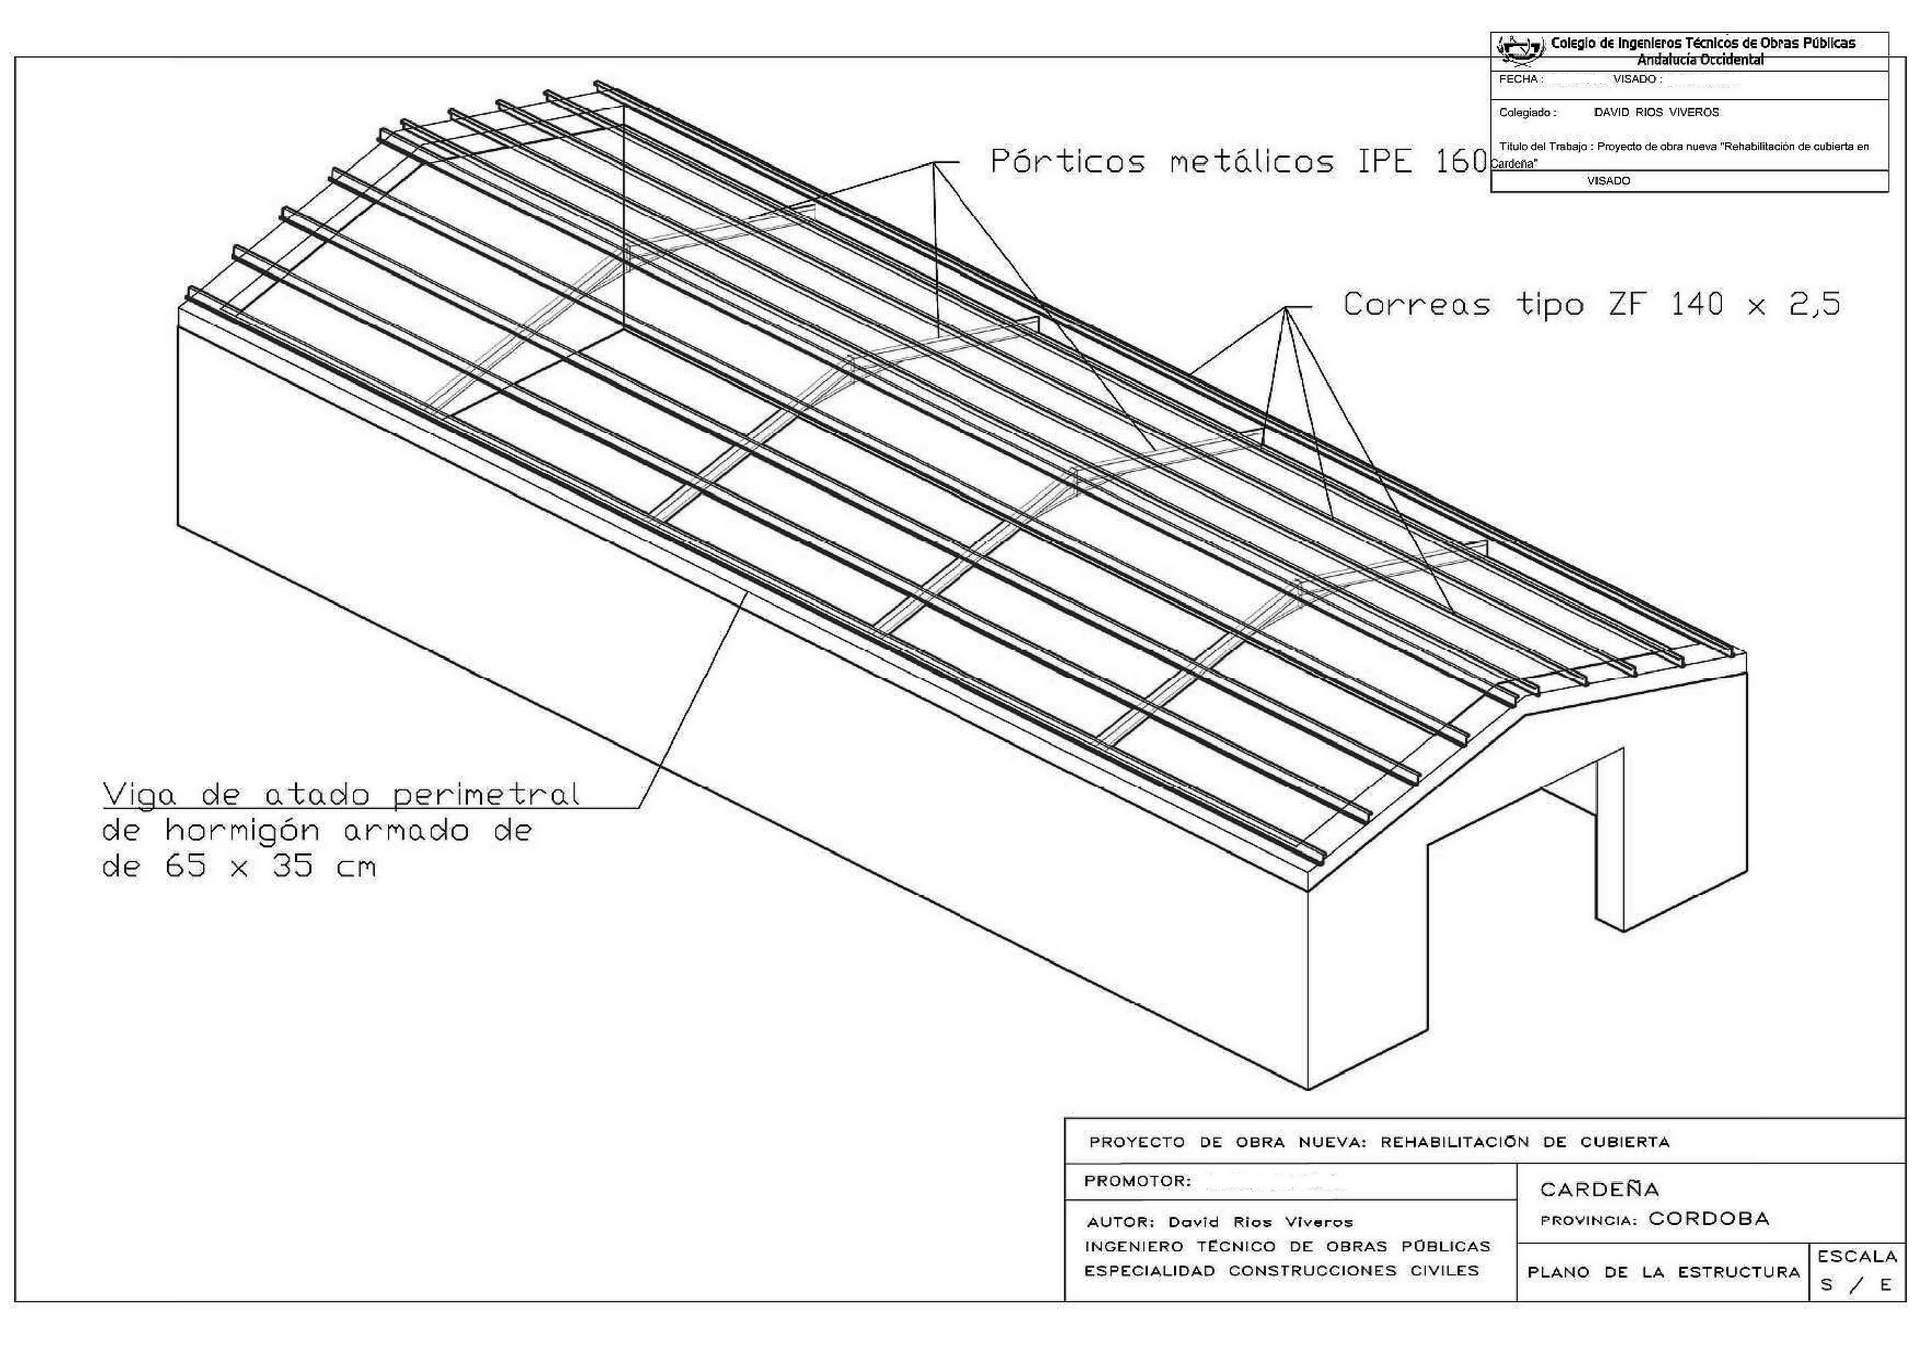 Colegio de Ingenieros Técnicos de Obras Públicas
Andalucía Occidental
FECHA : VISADO :
Colegiado : DAVID RIOS VIVEROS
Título del Trabajo : Proyecto de obra nueva "Rehabilitación de cubierta en
Cardeña"
VISADO
Pórticos metálicos IPE 160
Correas tipo ZF 140 x 2,5
Viga de atado perimetral
de hormigón armado de
de 65 x 35 cm
PROYECTO DE OBRA NUEVA: REHABILITACIÓN DE CUBIERTA
PROMOTOR:
CARDEÑA
PROVINCIA: CORDOBA
AUTOR: David Rios Viveros
INGENIERO TÉCNICO DE OBRAS PÚBLICAS
ESPECIALIDAD CONSTRUCCIONES CIVILES
PLANO DE LA ESTRUCTURA
ESCALA
S / E